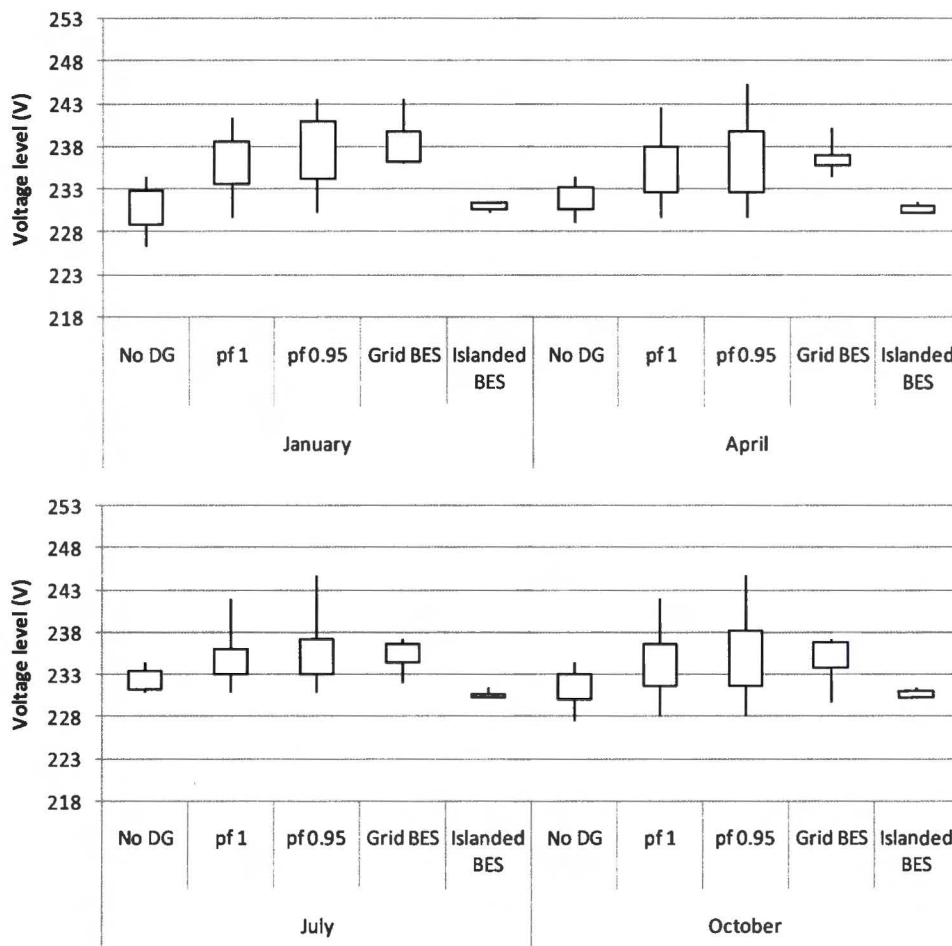 Voltage level (V)
253
248
243
238
233
228
223
218
No DG
pf 1
pf 0.95
Grid BES
Islanded
BES
No DG
pf 1
pf 0.95
Grid BES
Islanded
BES
January
April
Voltage level (V)
253
248
243
238
233
228
223
218
No DG
pf 1
pf 0.95
Grid BES
Islanded
BES
No DG
pf 1
pf 0.95
Grid BES
Islanded
BES
July
October